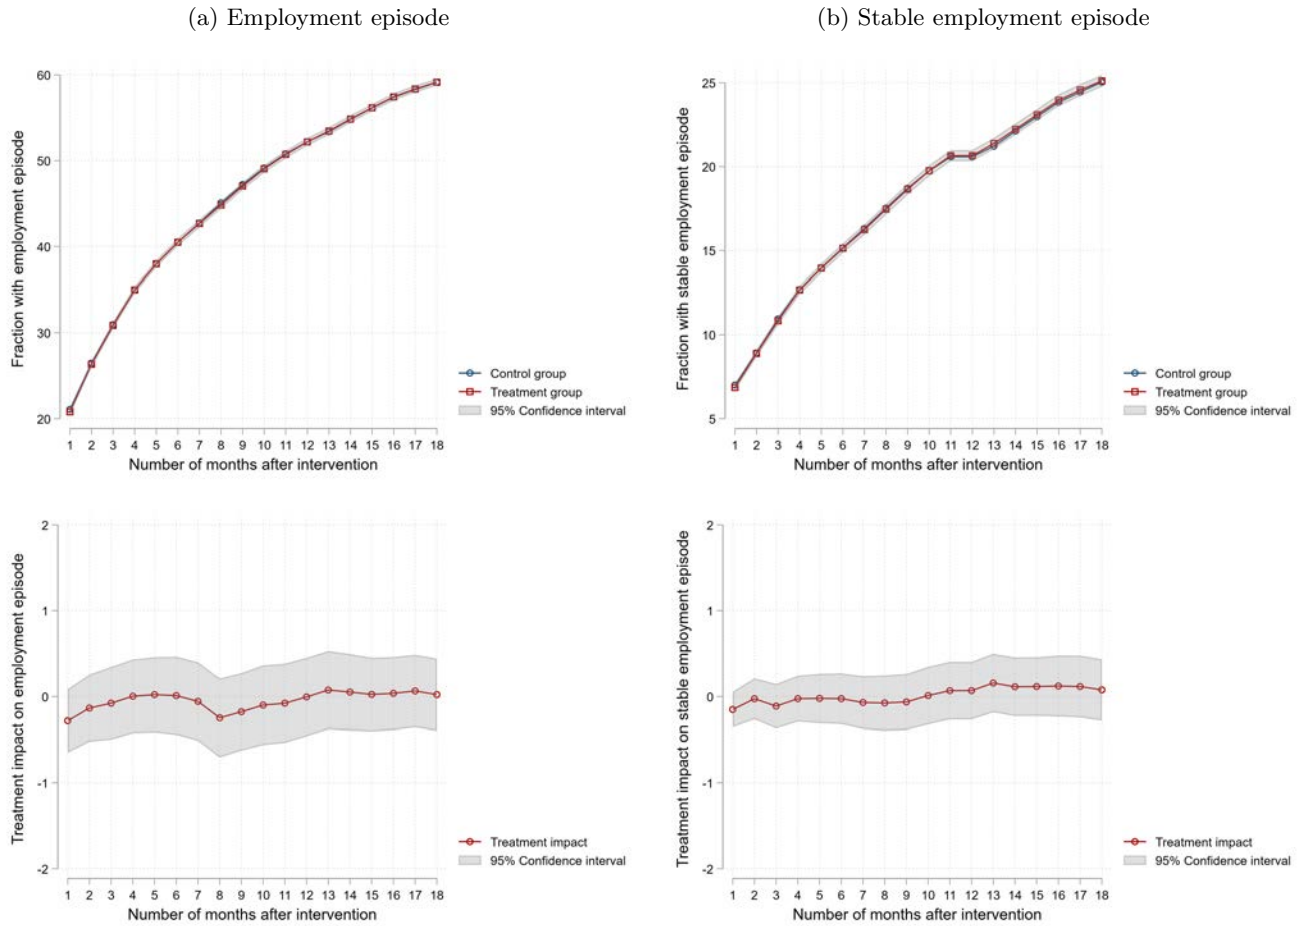 (a) Employment episode
(b) Stable employment episode
Fraction with employment episode
60
50
40
30
20
1 2 3 4 5 6 7 8 9 10 11 12 13 14 15 16 17 18
Number of months after intervention
Control group
Treatment group
95% Confidence interval
Fraction with stable employment episode
25
20
15
10
5
1 2 3 4 5 6 7 8 9 10 11 12 13 14 15 16 17 18
Number of months after intervention
Control group
Treatment group
95% Confidence interval
Treatment impact on employment episode
2
1
0
-1
-2
1 2 3 4 5 6 7 8 9 10 11 12 13 14 15 16 17 18
Number of months after intervention
Treatment impact
95% Confidence interval
Treatment impact on stable employment episode
2
1
0
-1
-2
1 2 3 4 5 6 7 8 9 10 11 12 13 14 15 16 17 18
Number of months after intervention
Treatment impact
95% Confidence interval